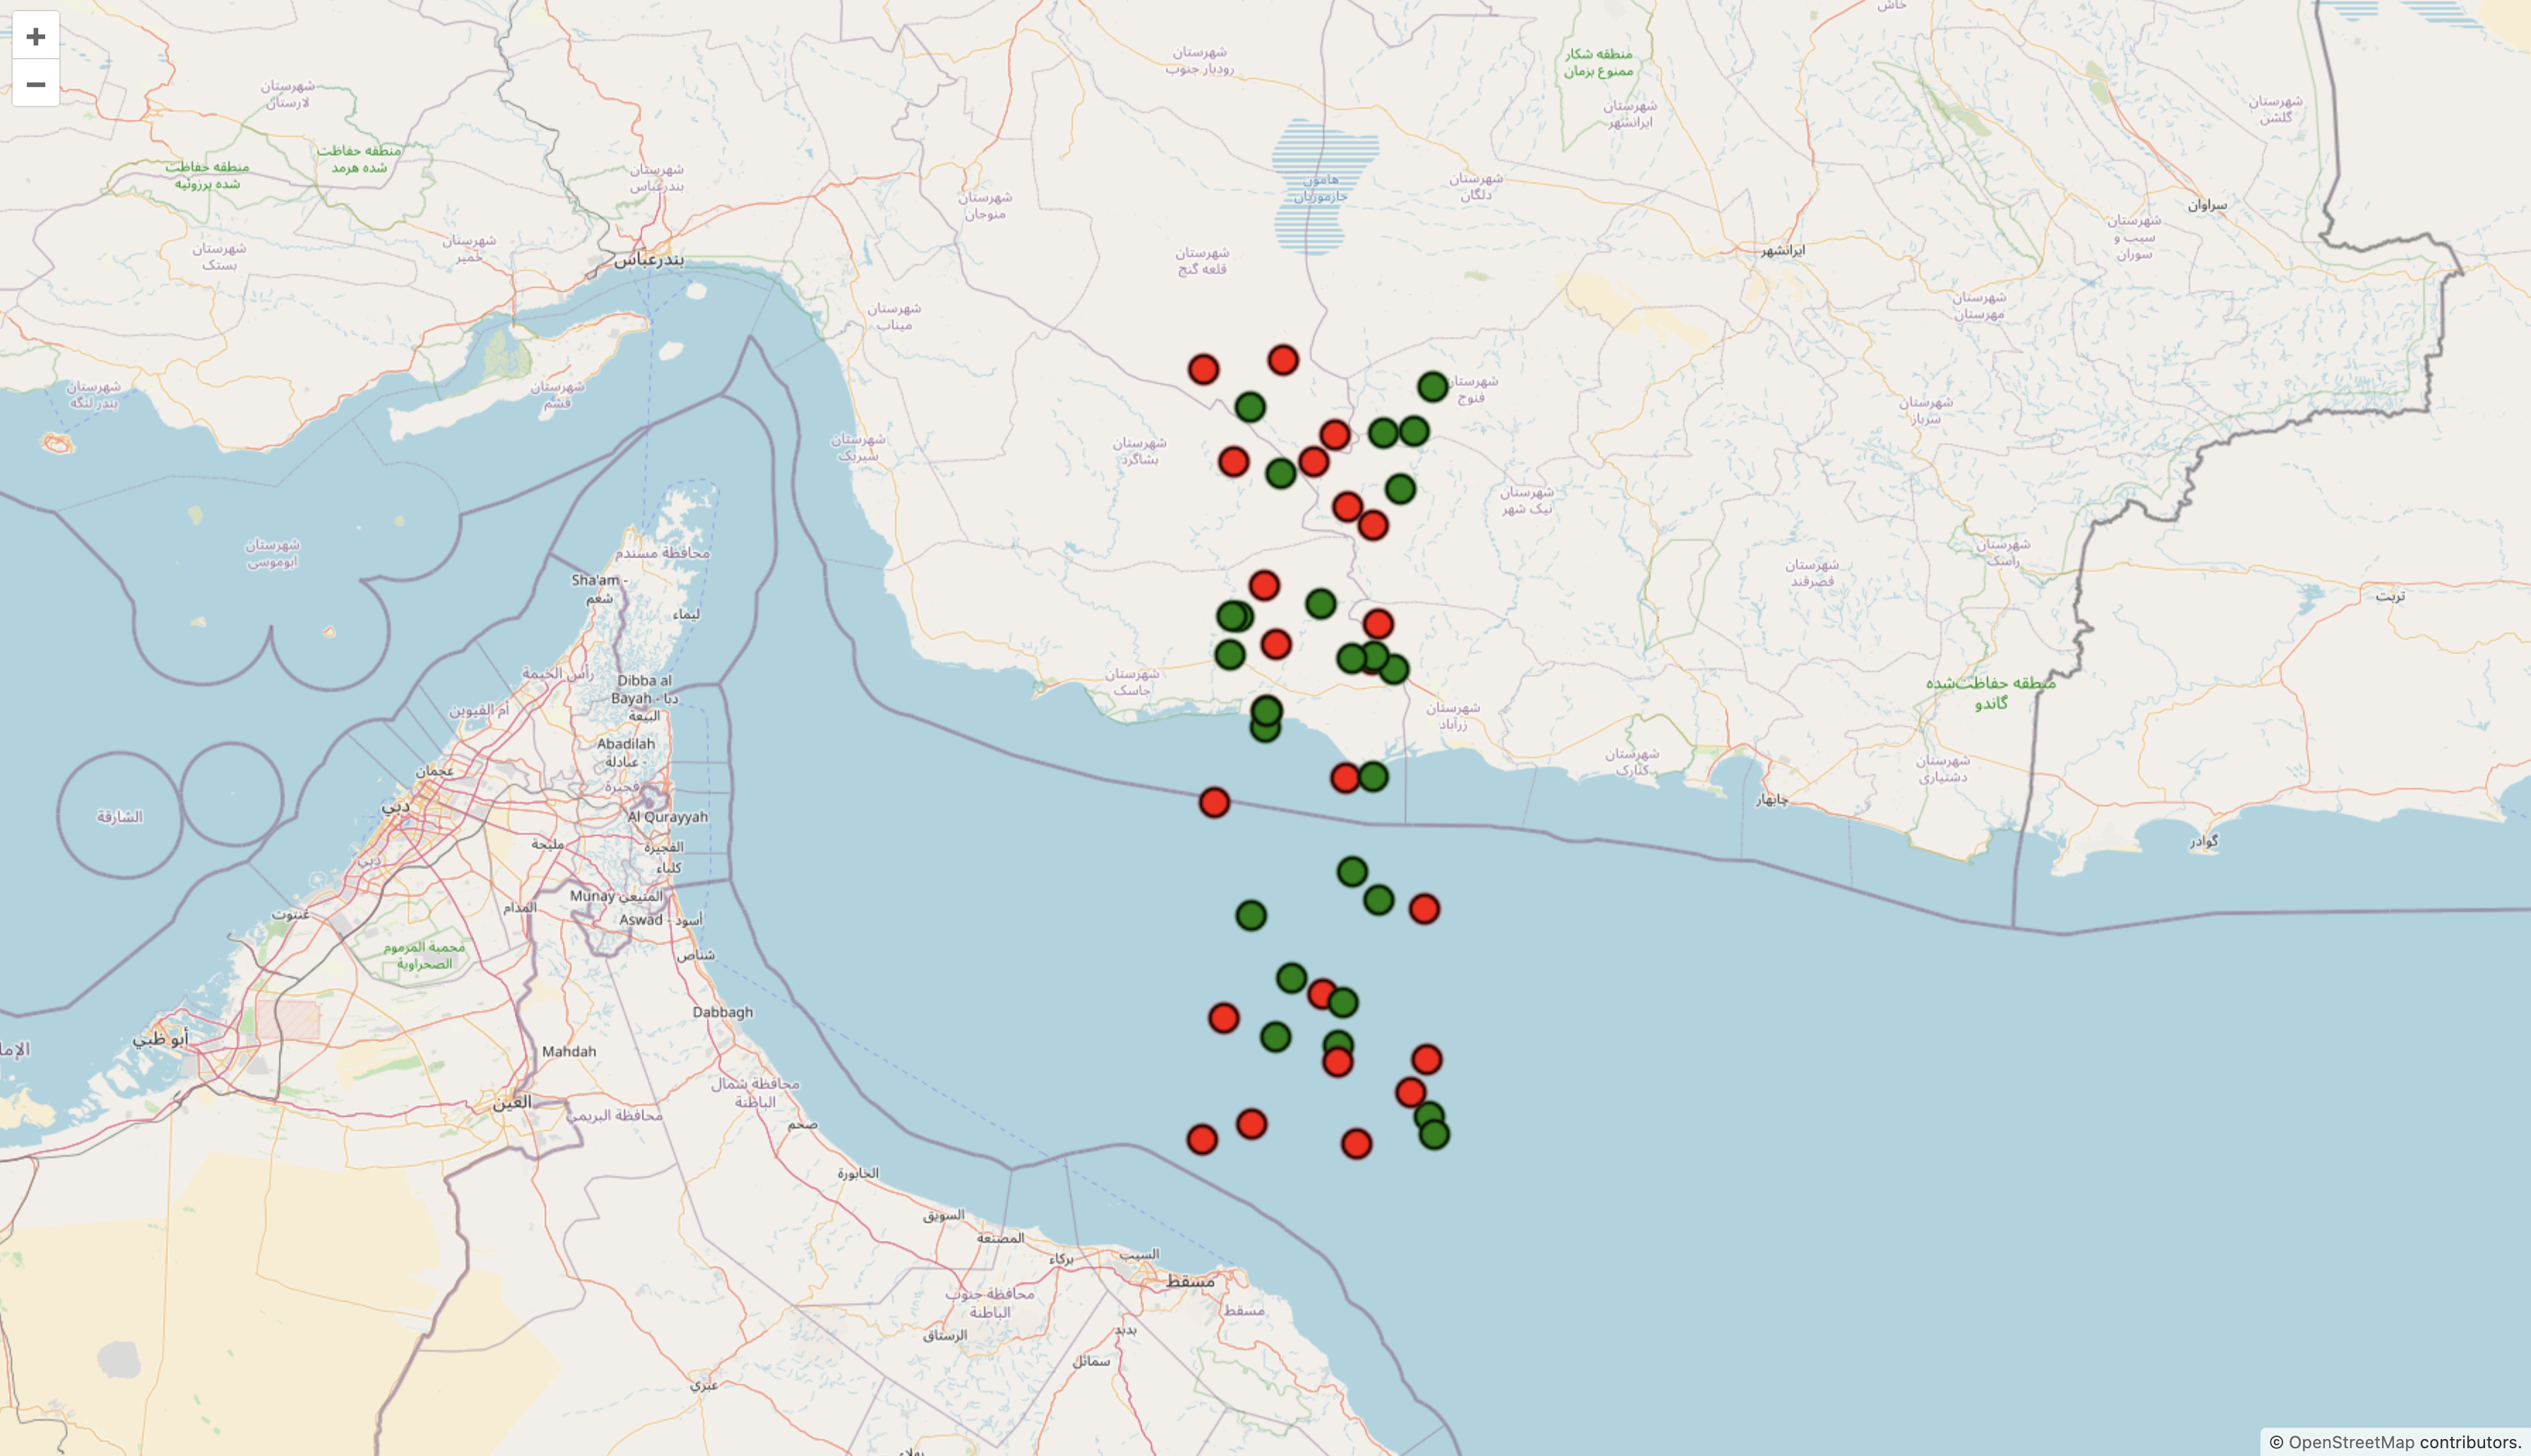 +
−
خاش
شهرستان
رودبار جنوب
منطقه شکار
ممنوع بزمان
شهرستان
لارستان
شهرستان
ایرانشهر
شهرستان
گلشن
منطقه حفاظت
شده هرمد
منطقه حفاظت
شده پرزوئیه
شهرستان
بندرعباس
شهرستان
دلگان
هامون
جازموریان
شهرستان
منوجان
سراوان
شهرستان
سیب و
سوران
شهرستان
خمیر
شهرستان
بستک
بندرعباس
شهرستان
قلعه گنج
ایرانشهر
شهرستان
میناب
شهرستان
مهرستان
شهرستان
بندر لنگه
شهرستان
قشم
شهرستان
فنوج
شهرستان
سرباز
شهرستان
سیریک
شهرستان
بشاگرد
شهرستان
نیک شهر
شهرستان
ابوموسی
محافظة مسندم
شهرستان
راسک
شهرستان
قصرقند
Sha'am -
شعم
ليماء
تربت
رأس الخيمة
Dibba al
Bayah - دبا
البيعة
شهرستان
جاسک
منطقه حفاظت‌شده
گاندو
أم القيوين
شهرستان
زرآباد
Abadilah
- عبادلة
شهرستان
کنارک
شهرستان
دشتیاری
عجمان
فجيرة
دبي
چابهار
الشارقة
Al Qurayyah
گوادر
مليحة
الفجيرة
دبي
كلباء
Munay المنيعي
المدام
غنتوت
Aswad - أسود
محمية المرموم
الصحراوية
شناص
Dabbagh
أبو ظبي
الإما
Mahdah
محافظة شمال
الباطنة
العين
محافظة البريمي
صحم
الخابورة
السويق
المصنعة
السيب
بركاء
مسقط
محافظة جنوب
الباطنة
مسقط
الرستاق
بدبد
سمائل
عبري
بهلاء
© OpenStreetMap contributors.